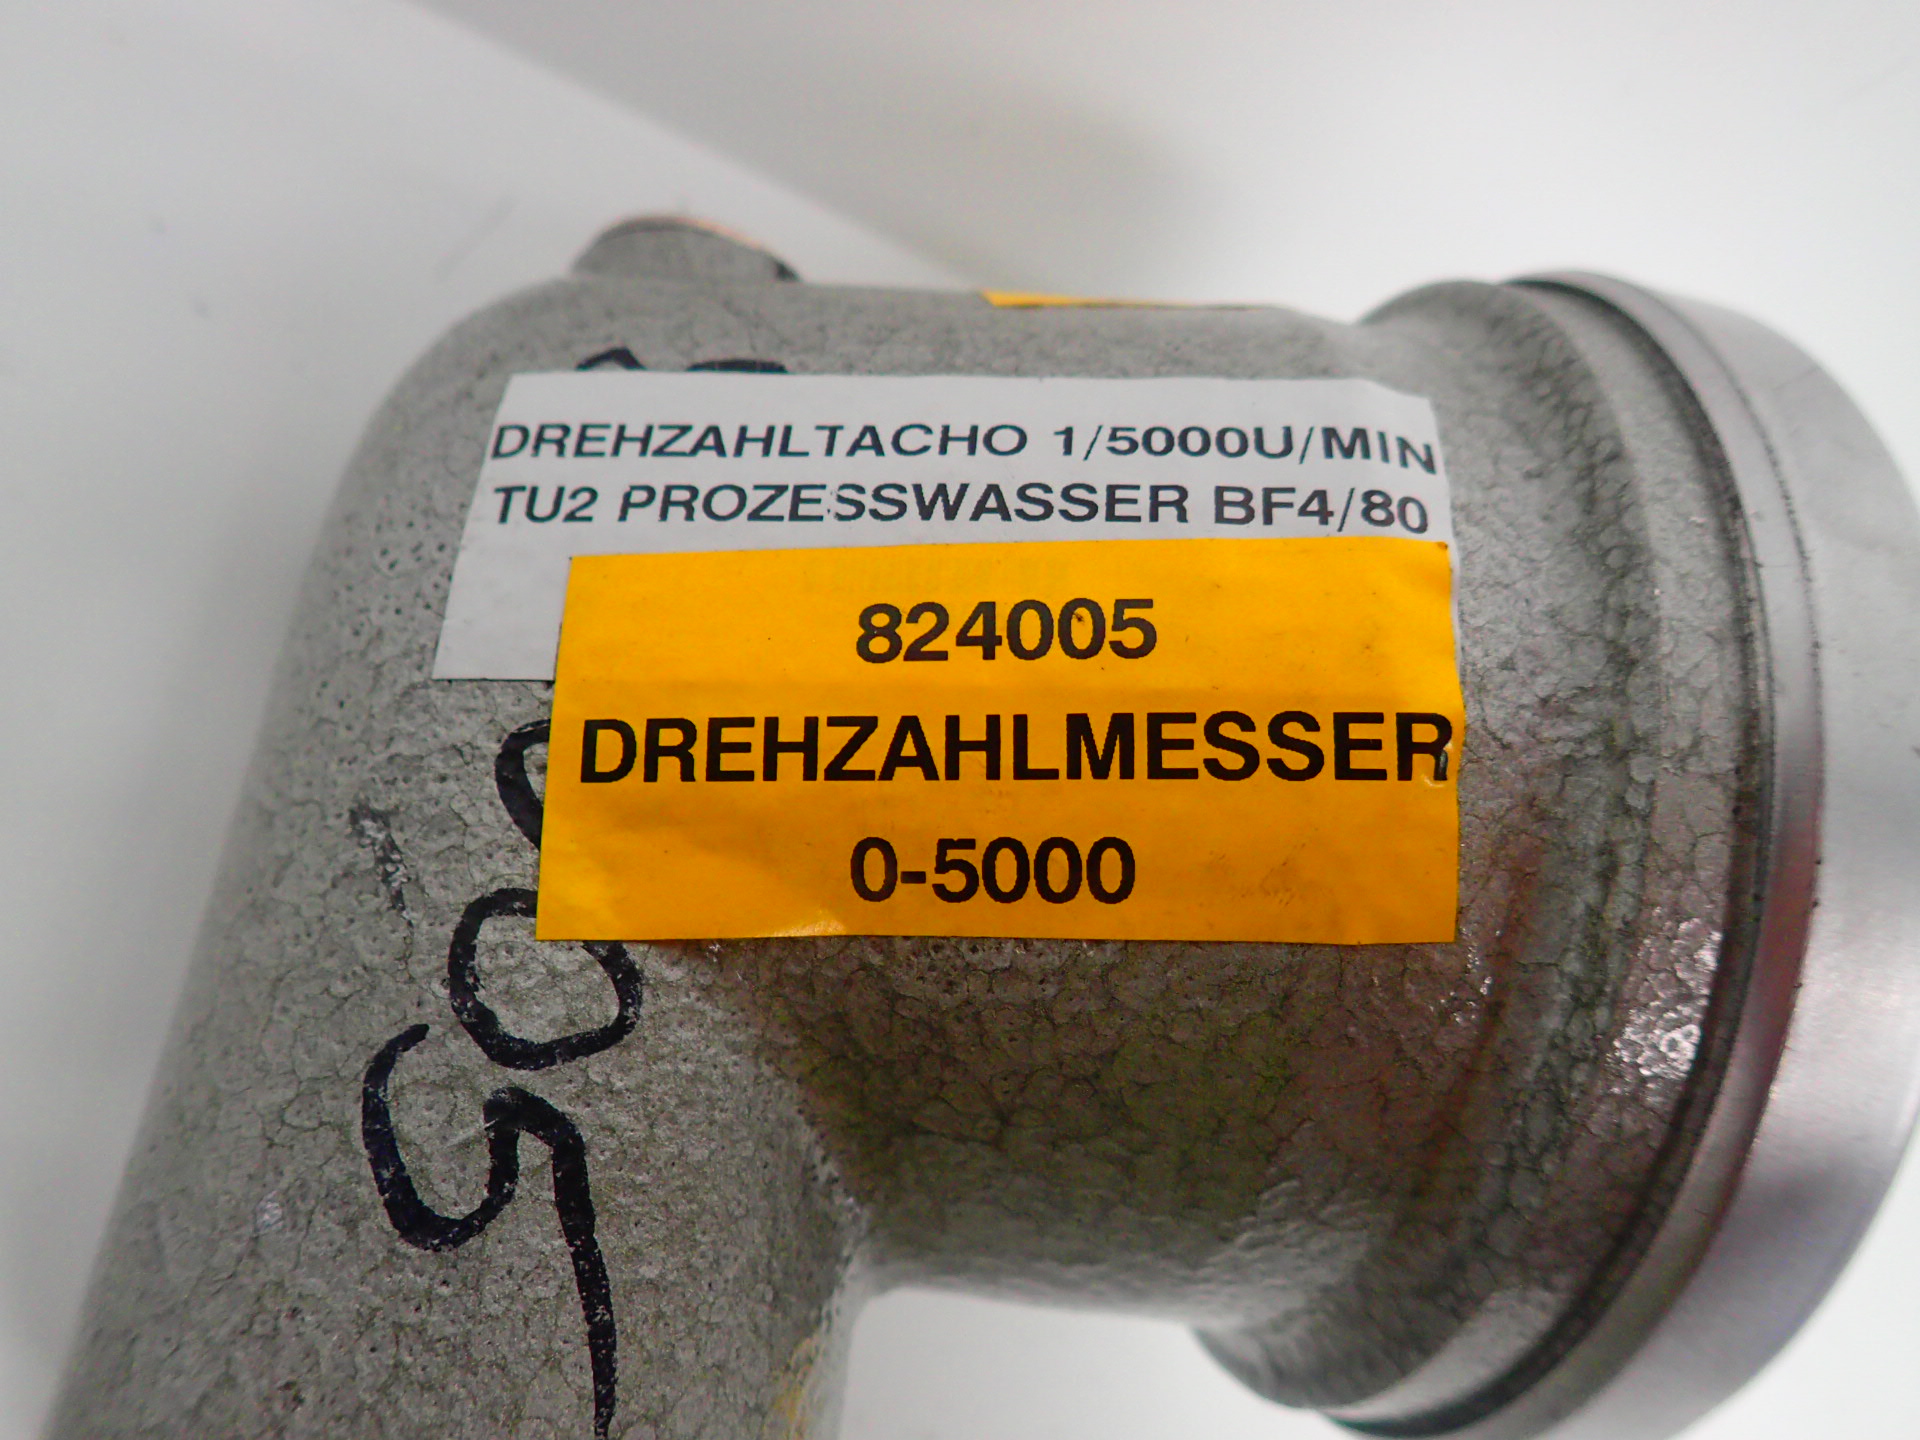 DREHZAHLTACHO 1/5000U/MIN
TU2 PROZESSWASSER BF4/80
824005
DREHZAHLMESSER
0-5000